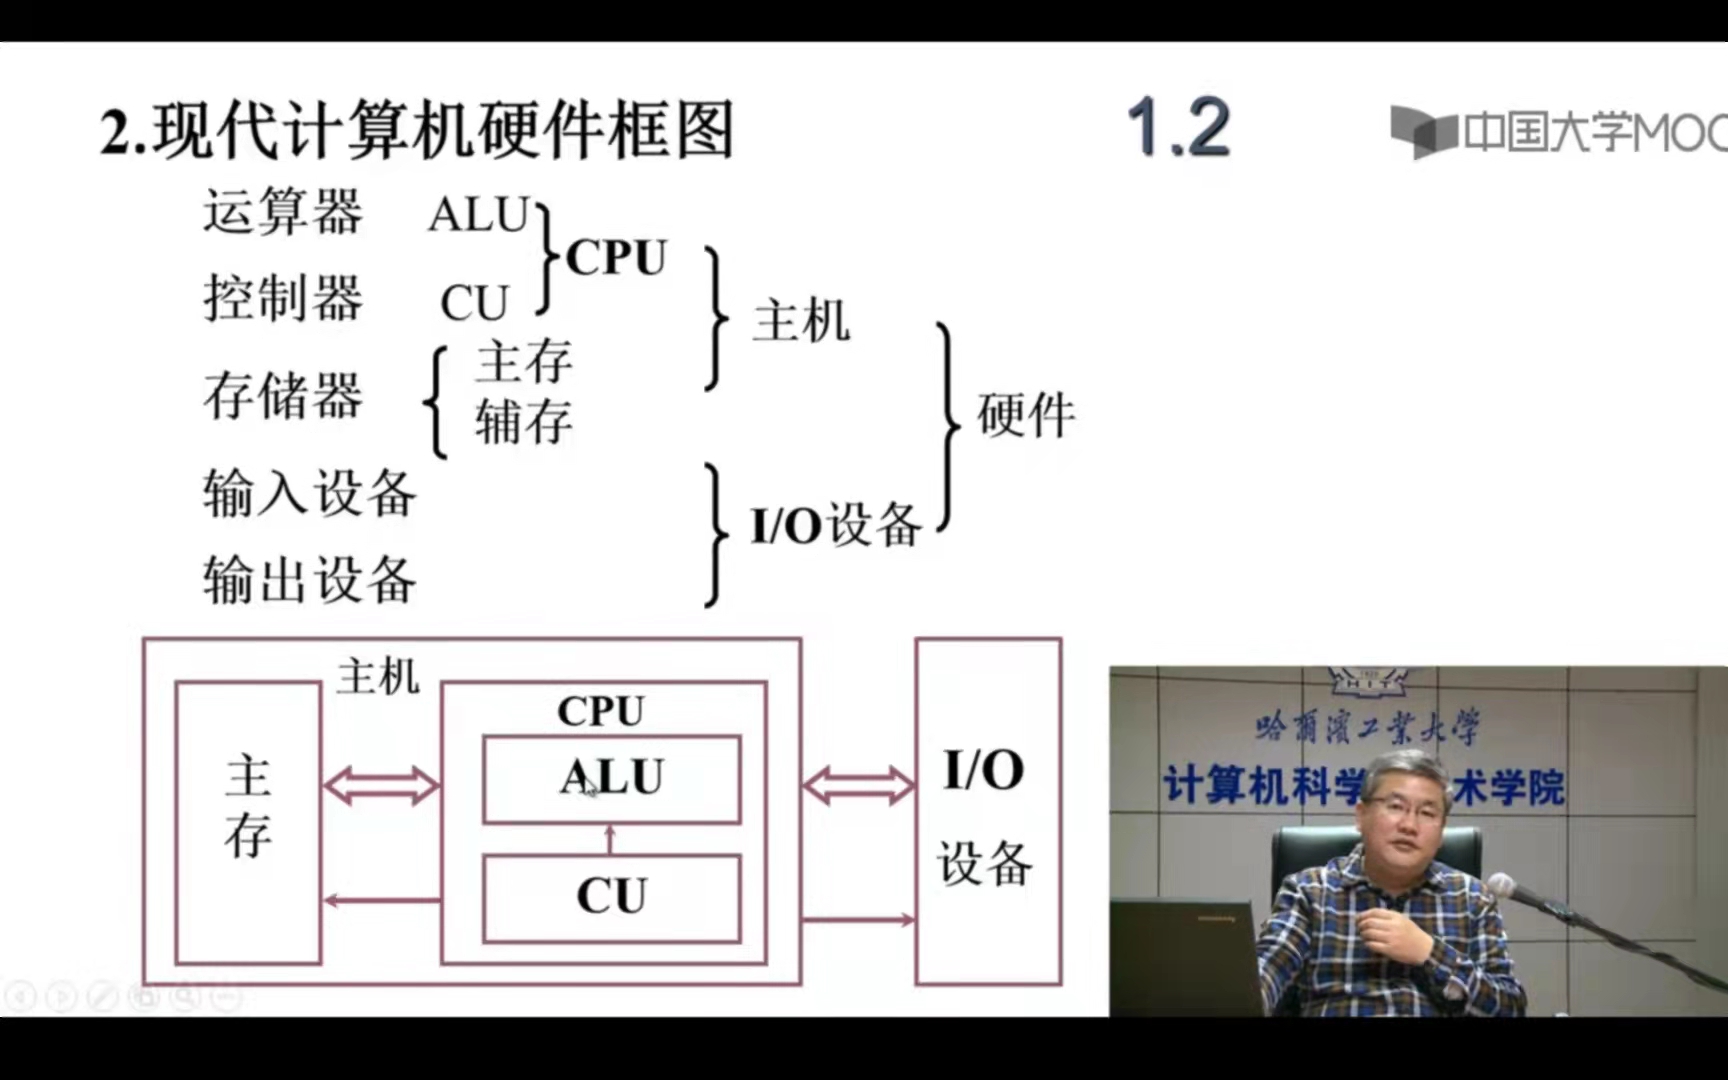 2.现代计算机硬件框图
1.2
中国大学MOO
运算器 ALU
CPU
控制器 CU
主机
存储器
主存
辅存
硬件
输入设备
I/O设备
输出设备
主机
主存
CPU
ALU
CU
I/O
设备
HIT
哈尔滨工业大学
计算机科学 术学院